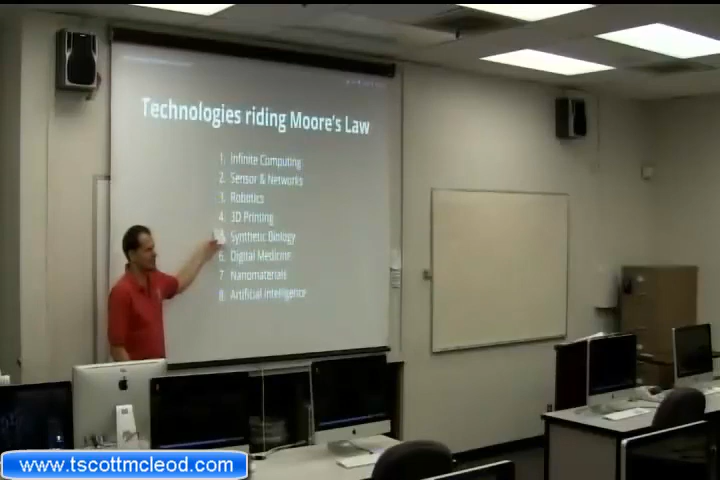 Technologies riding Moore's Law
1. Infinite Computing
2. Sensor & Networks
3. Robotics
4. 3D Printing
5. Synthetic Biology
6. Digital Medicine
7. Nanomaterials
8. Artificial Intelligence
www.tscottmcleod.com